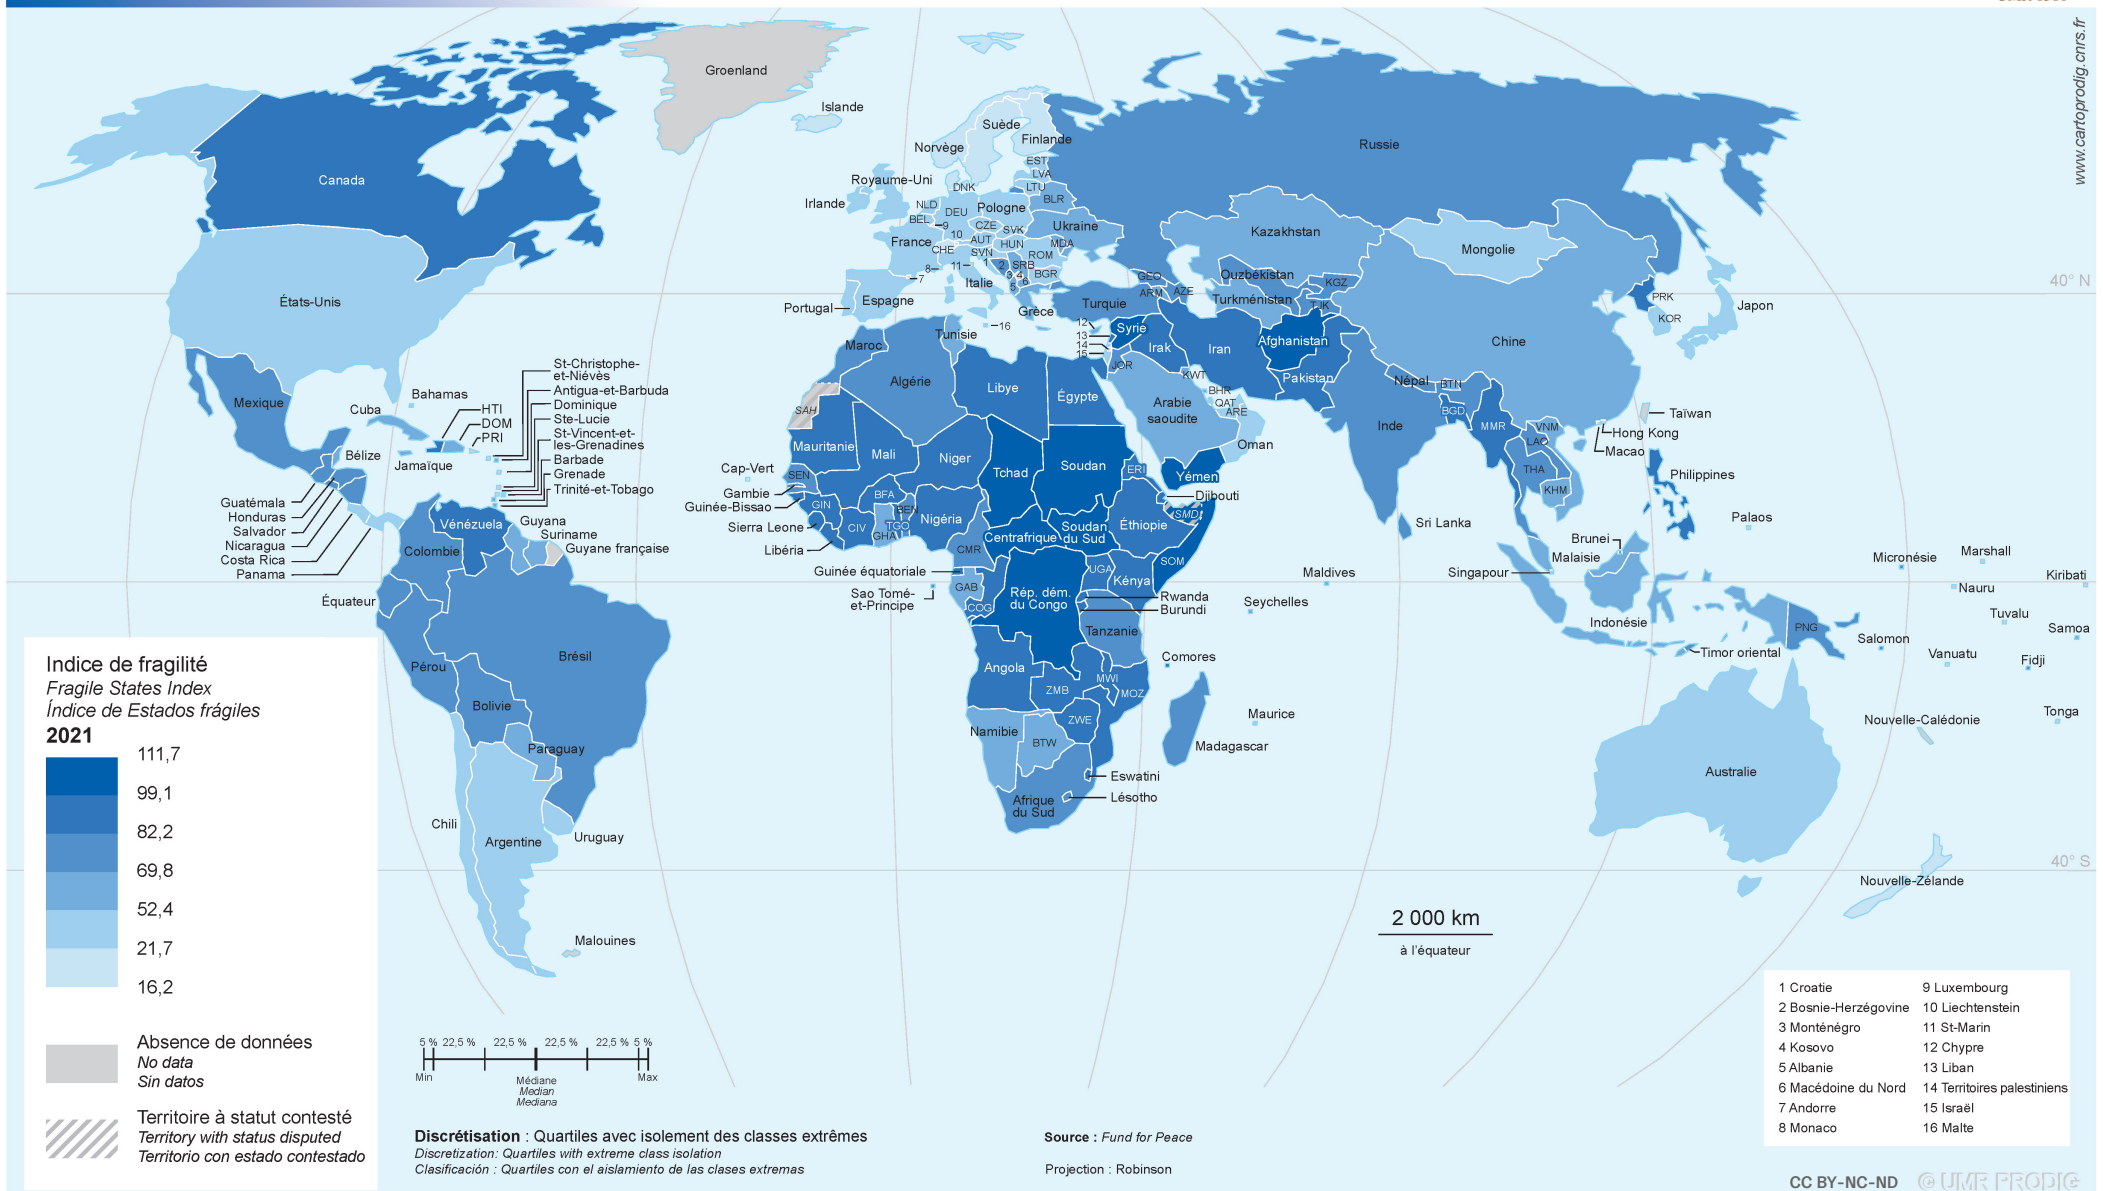 www.cartoprodig.cnrs.fr
Groenland
Islande
Suède
Finlande
Norvège
Russie
EST
LVA
LTU
DNK
BLR
Royaume-Uni
Irlande
NLD
BEL
DEU
Pologne
9
10
CZE
SVK
Ukraine
France
CHE
AUT
HUN
MDA
SVN
ROM
8
7
11
1
2
SRB
3
4
BGR
5
6
Italie
Canada
États-Unis
Kazakhstan
Mongolie
Ouzbékistan
KGZ
GEO
ARM
AZE
Turkménistan
TJK
40° N
PRK
KOR
Japon
Portugal
Espagne
Grèce
Turquie
16
12
13
14
15
Syrie
Irak
Iran
Afghanistan
Pakistan
Chine
Tunisie
Maroc
Algérie
Libye
Égypte
JOR
KWT
BHR
QAT
ARE
Arabie
saoudite
Oman
Népal
BTN
BGD
Inde
MMR
VNM
LAO
THA
KHM
Taïwan
Hong Kong
Macao
Philippines
SAH
Mexique
Cuba
Bahamas
HTI
DOM
PRI
Bélize
Jamaïque
St-Christophe-
et-Niévès
Antigua-et-Barbuda
Dominique
Ste-Lucie
St-Vincent-et-
les-Grenadines
Barbade
Grenade
Trinité-et-Tobago
Guatémala
Honduras
Salvador
Nicaragua
Costa Rica
Panama
Vénézuela
Guyana
Suriname
Guyane française
Colombie
Équateur
Pérou
Brésil
Bolivie
Paraguay
Chili
Argentine
Uruguay
Malouines
Cap-Vert
Mauritanie
Mali
Niger
Tchad
Soudan
ERI
Yémen
Djibouti
SEN
Gambie
Guinée-Bissao
GIN
BFA
BEN
Sierra Leone
CIV
TGO
GHA
Nigéria
Libéria
Centrafrique
Soudan
du Sud
Éthiopie
SMD
SOM
CMR
Guinée équatoriale
GAB
COG
Sao Tomé-
et-Principe
Rép. dém.
du Congo
UGA
Kénya
Rwanda
Burundi
Tanzanie
Comores
Angola
ZMB
MWI
MOZ
ZWE
Namibie
BTW
Madagascar
Eswatini
Lésotho
Afrique
du Sud
Maurice
Maldives
Seychelles
Sri Lanka
Brunei
Malaisie
Singapour
Indonésie
Timor oriental
PNG
Palaos
Micronésie
Marshall
Kiribati
Nauru
Tuvalu
Samoa
Salomon
Vanuatu
Fidji
Tonga
Nouvelle-Calédonie
Australie
40° S
Nouvelle-Zélande
2 000 km
à l'équateur
Indice de fragilité
Fragile States Index
Índice de Estados frágiles
2021
111,7
99,1
82,2
69,8
52,4
21,7
16,2
Absence de données
No data
Sin datos
Territoire à statut contesté
Territory with status disputed
Territorio con estado contestado
5 % 22,5 % 22,5 % 22,5 % 22,5 % 5 %
Min
Max
Médiane
Median
Mediana
Discrétisation : Quartiles avec isolement des classes extrêmes
Discretization: Quartiles with extreme class isolation
Clasificación : Quartiles con el aislamiento de las clases extremas
Source : Fund for Peace
Projection : Robinson
1 Croatie
2 Bosnie-Herzégovine
3 Monténégro
4 Kosovo
5 Albanie
6 Macédoine du Nord
7 Andorre
8 Monaco
9 Luxembourg
10 Liechtenstein
11 St-Marin
12 Chypre
13 Liban
14 Territoires palestiniens
15 Israël
16 Malte
CC BY-NC-ND © UMR PRODIG